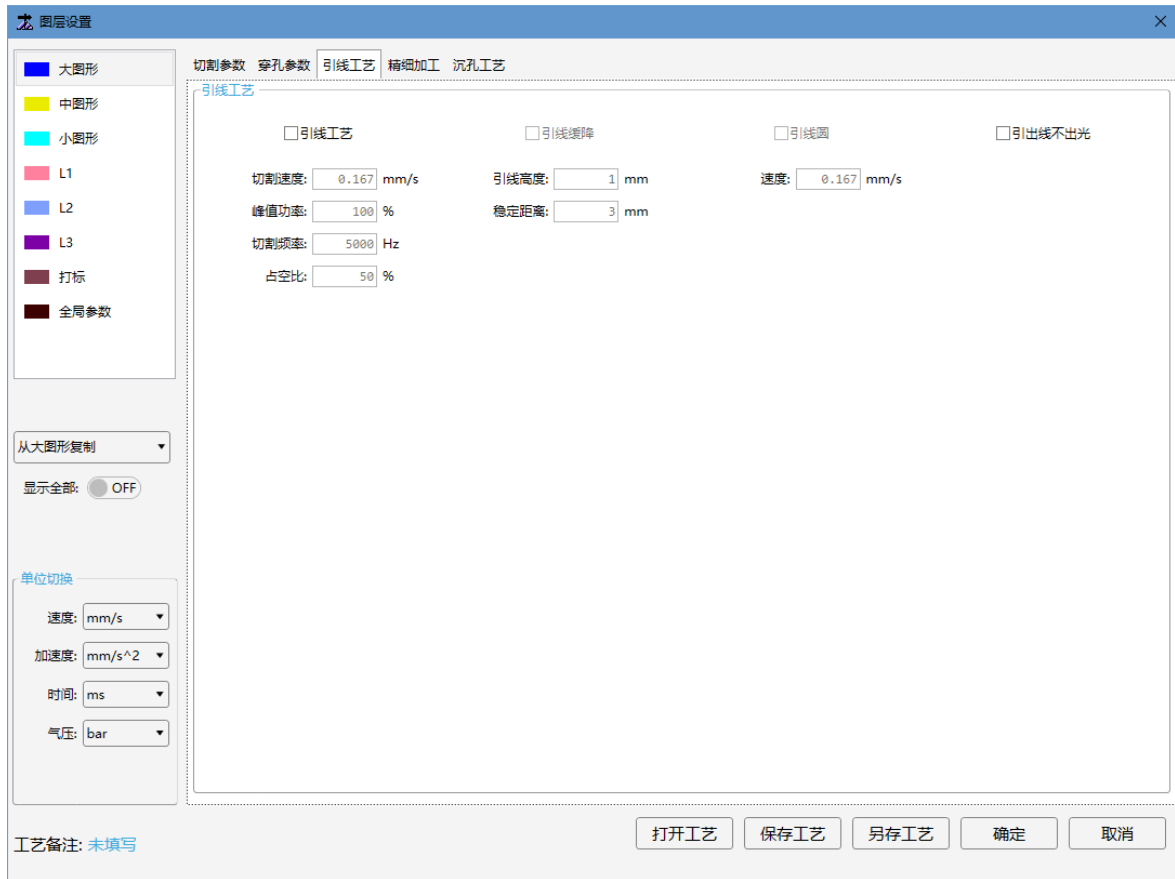 图层设置
大图形
中图形
小图形
L1
L2
L3
打标
全局参数
从大图形复制
显示全部: OFF
单位切换
速度: mm/s
加速度: mm/s^2
时间: ms
气压: bar
切割参数 穿孔参数 引线工艺 精细加工 沉孔工艺
引线工艺
引线工艺 引线缓降 引线圆 引出线不出光
切割速度: 0.167 mm/s 引线高度: 1 mm 速度: 0.167 mm/s
峰值功率: 100 % 稳定距离: 3 mm
切割频率: 5000 Hz
占空比: 50 %
工艺备注: 未填写
打开工艺 保存工艺 另存工艺 确定 取消